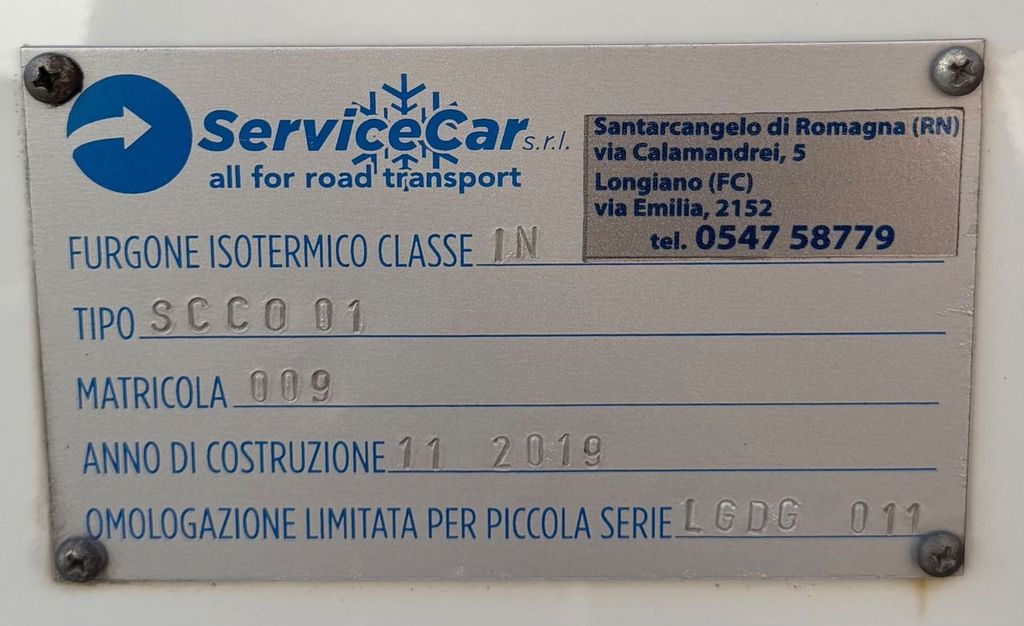 ServiceCar s.r.l.
all for road transport
Santarcangelo di Romagna (RN)
via Calamandrei, 5
Longiano (FC)
via Emilia, 2152
tel. 0547 58779
FURGONE ISOTERMICO CLASSE IN
TIPO SCCO 01
MATRICOLA 009
ANNO DI COSTRUZIONE 11 2019
OMOLOGAZIONE LIMITATA PER PICCOLA SERIE LGDG 011